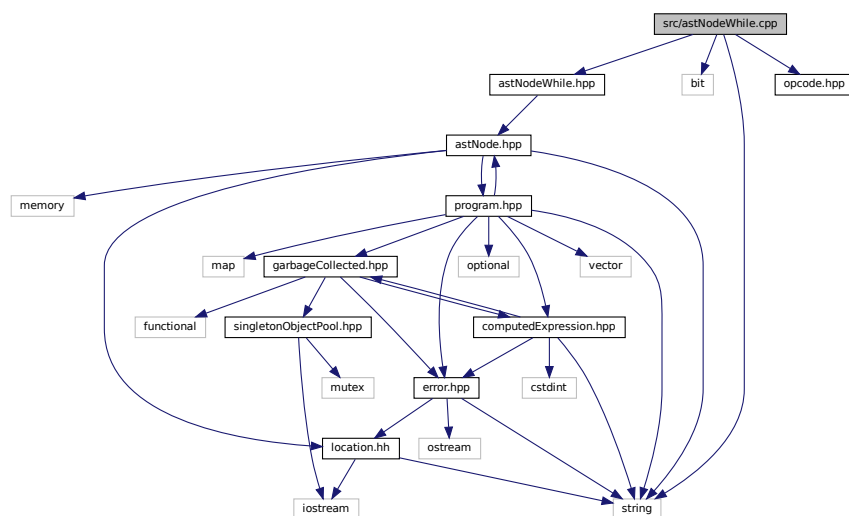 src/astNodeWhile.cpp
astNodeWhile.hpp
bit
opcode.hpp
astNode.hpp
memory
program.hpp
map
garbageCollected.hpp
optional
vector
functional
singletonObjectPool.hpp
computedExpression.hpp
mutex
error.hpp
cstdint
location.hh
ostream
iostream
string